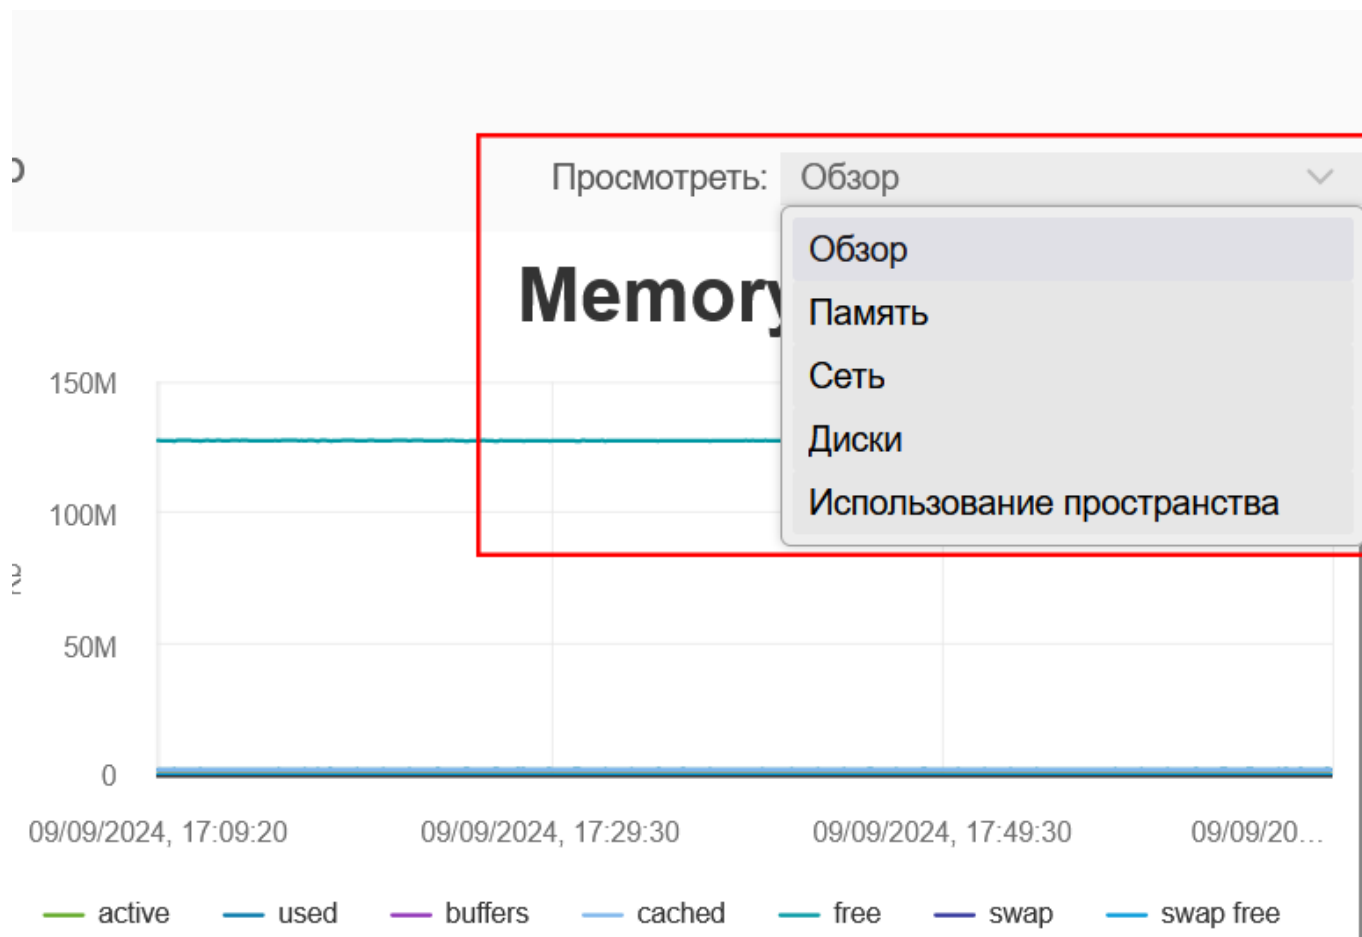 Просмотреть: Обзор
Обзор
Память
Сеть
Диски
Использование пространства
Memory
150M
100M
50M
0
09/09/2024, 17:09:20 09/09/2024, 17:29:30 09/09/2024, 17:49:30 09/09/20...
active used buffers cached free swap swap free